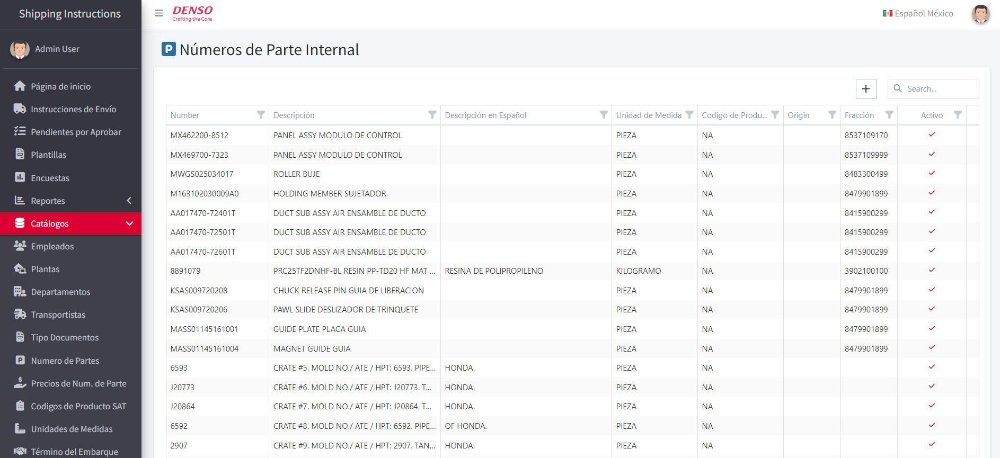 Shipping Instructions
DENSO
Crafting the Core
Español México
Admin User
Página de inicio
Instrucciones de Envío
Pendientes por Aprobar
Plantillas
Encuestas
Reportes
Catálogos
Empleados
Plantas
Departamentos
Transportistas
Tipo Documentos
Numero de Partes
Precios de Num. de Parte
Codigos de Producto SAT
Unidades de Medidas
Término del Embarque
P Números de Parte Internal
+ Search...
Number Descripción Descripción en Español Unidad de Medida Codigo de Produ... Origin Fracción Activo
MX462200-8512 PANEL ASSY MODULO DE CONTROL PIEZA NA 8537109170
MX469700-7323 PANEL ASSY MODULO DE CONTROL PIEZA NA 8537109999
MWGS025034017 ROLLER BUJE PIEZA NA 8483300499
M163102030009A0 HOLDING MEMBER SUJETADOR PIEZA NA 8479901899
AA017470-72401T DUCT SUB ASSY AIR ENSAMBLE DE DUCTO PIEZA NA 8415900299
AA017470-72501T DUCT SUB ASSY AIR ENSAMBLE DE DUCTO PIEZA NA 8415900299
AA017470-72601T DUCT SUB ASSY AIR ENSAMBLE DE DUCTO PIEZA NA 8415900299
8891079 PRC25TF2DNHF-BL RESIN PP-TD20 HF MAT ... RESINA DE POLIPROPILENO KILOGRAMO NA 3902100100
KSAS009720208 CHUCK RELEASE PIN GUIA DE LIBERACION PIEZA NA 8479901899
KSAS009720206 PAWL SLIDE DESLIZADOR DE TRINQUETE PIEZA NA 8479901899
MASS01145161001 GUIDE PLATE PLACA GUIA PIEZA NA 8479901899
MASS01145161004 MAGNET GUIDE GUIA PIEZA NA 8479901899
6593 CRATE #5. MOLD NO./ ATE / HPT: 6593. PIPE... HONDA. PIEZA NA
J20773 CRATE #6. MOLD NO./ ATE / HPT: J20773. T... HONDA. PIEZA NA
J20864 CRATE #7. MOLD NO./ ATE / HPT: J20864. T... HONDA. PIEZA NA
6592 CRATE #8. MOLD NO./ ATE / HPT: 6592. PIPE... OF HONDA. PIEZA NA
2907 CRATE #9. MOLD NO./ ATE / HPT: 2907. TAN... HONDA. PIEZA NA